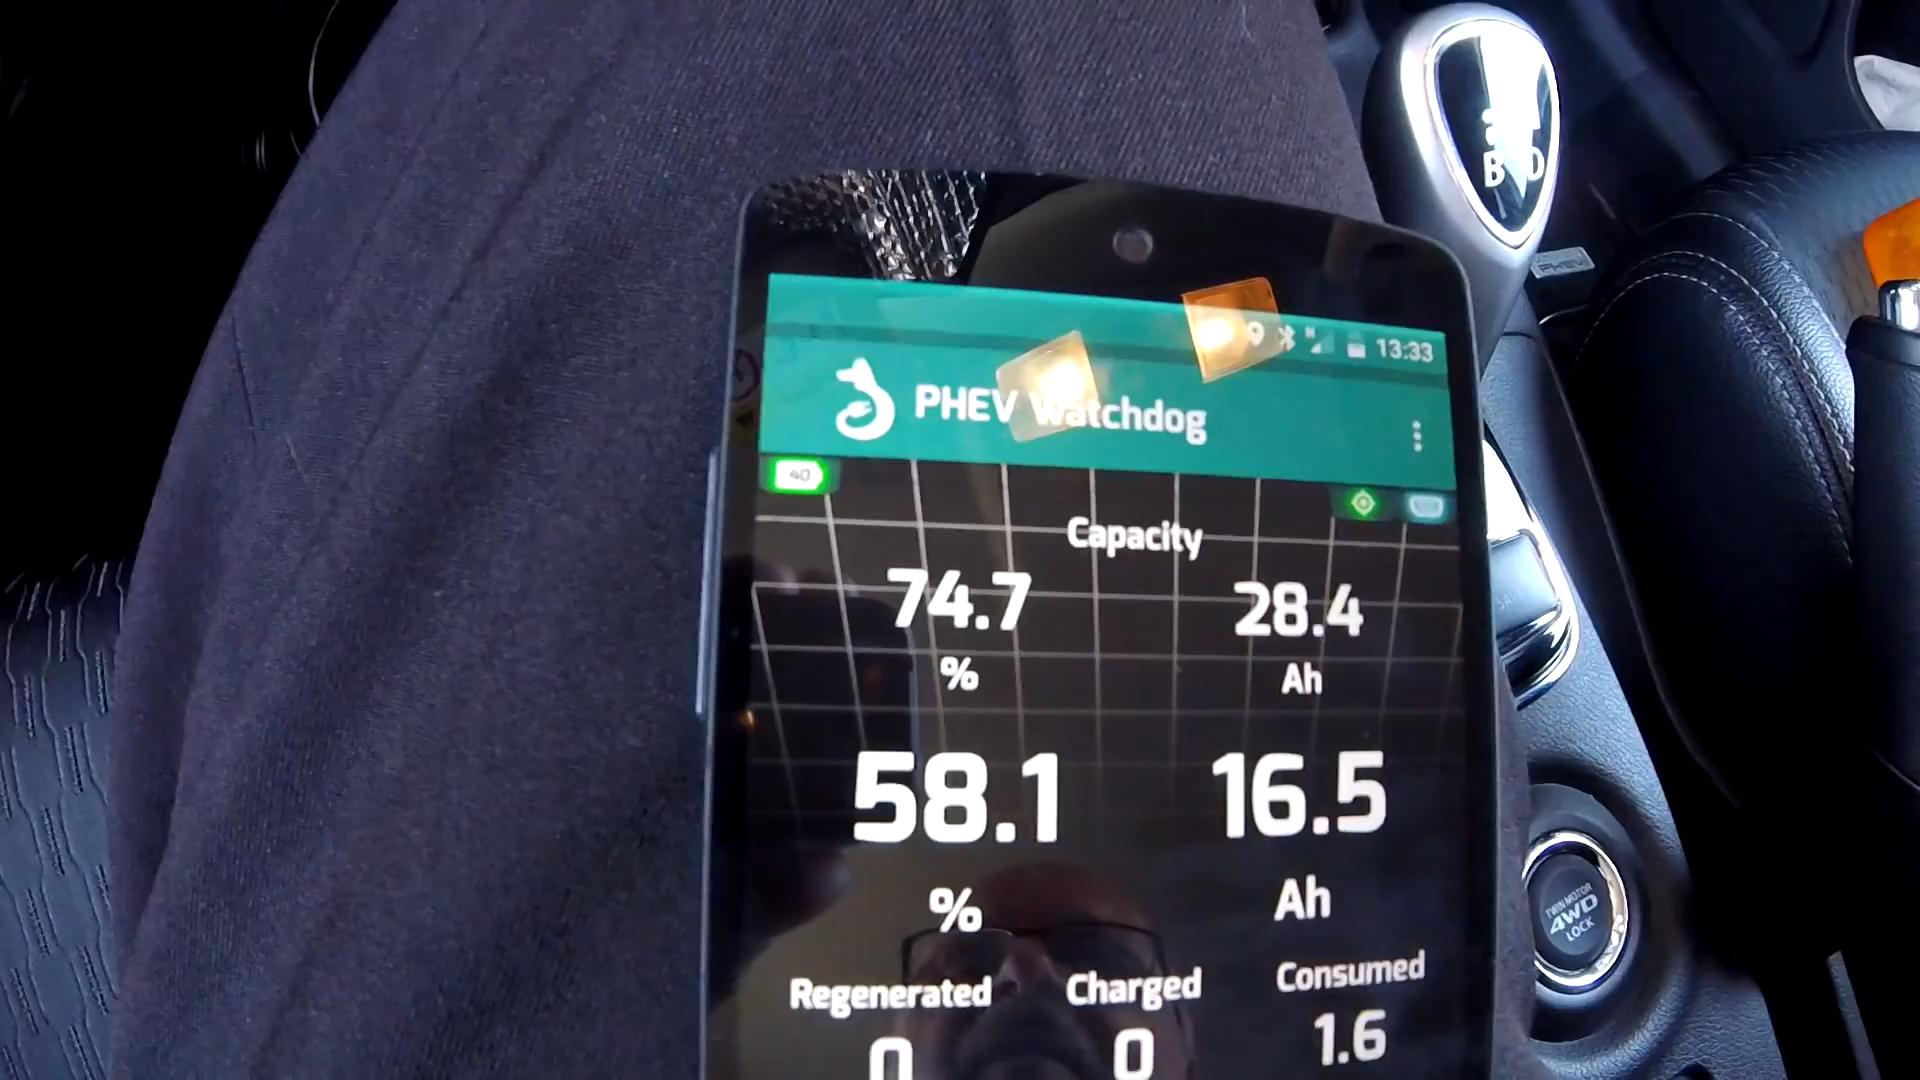 B D
PHEV
13:33
PHEV Watchdog
40
Capacity
74.7 28.4
% Ah
58.1 16.5
% Ah
Regenerated Charged Consumed
0 0 1.6
TWIN MOTOR
4WD
LOCK